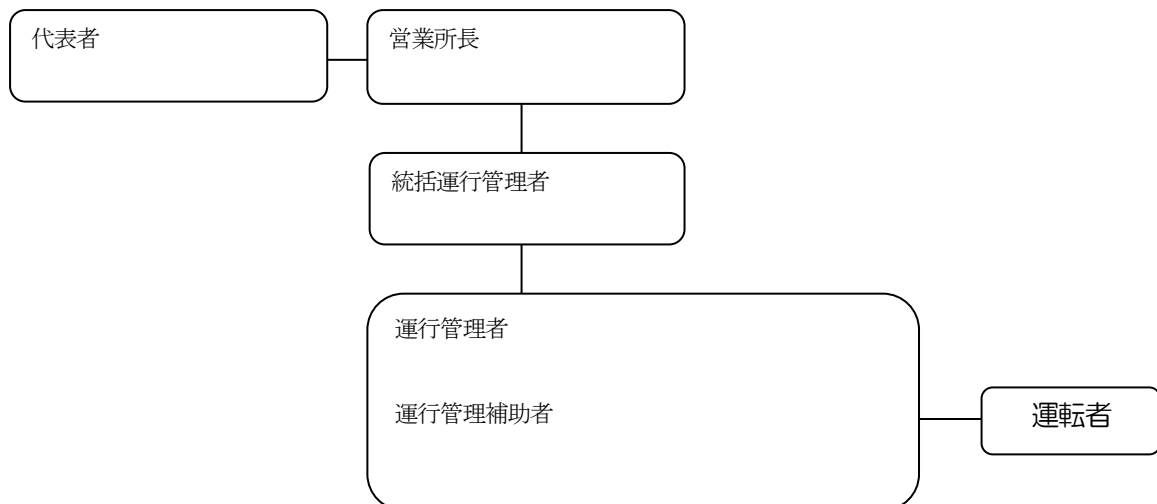 代表者
営業所長
統括運行管理者
運行管理者
運行管理補助者
運転者